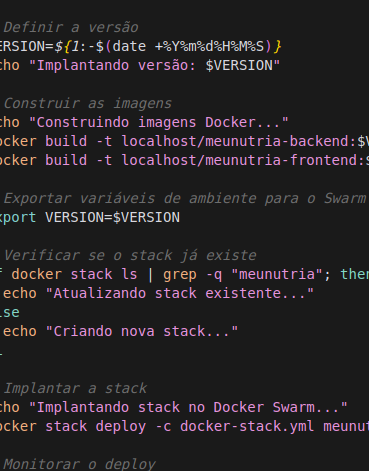 Definir a versão
ERSION=${1:-$(date +%Y%m%d%H%M%S)}
cho "Implantando versão: $VERSION"
Construir as imagens
cho "Construindo imagens Docker..."
ocker build -t localhost/meunutria-backend:$V
ocker build -t localhost/meunutria-frontend:$
Exportar variáveis de ambiente para o Swarm
xport VERSION=$VERSION
Verificar se o stack já existe
f docker stack ls | grep -q "meunutria"; then
echo "Atualizando stack existente..."
lse
echo "Criando nova stack..."
i
Implantar a stack
cho "Implantando stack no Docker Swarm..."
ocker stack deploy -c docker-stack.yml meunut
Monitorar o deploy